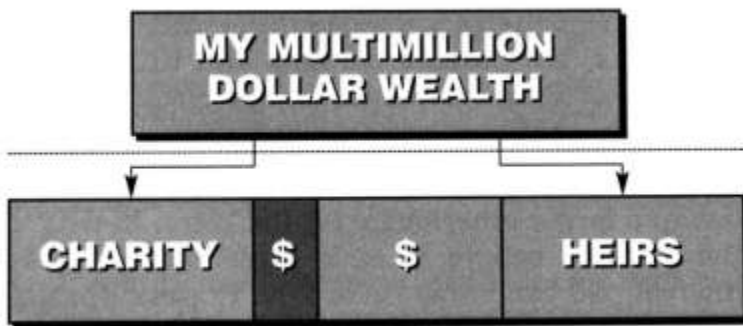 MY MULTIMILLION
DOLLAR WEALTH
CHARITY $ $ HEIRS